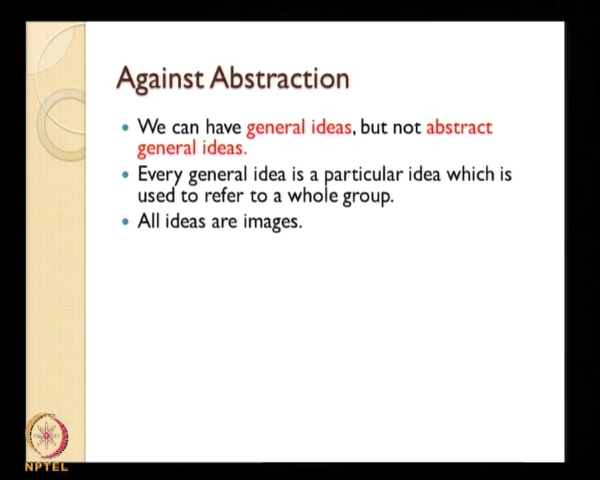 Against Abstraction
• We can have general ideas, but not abstract
general ideas.
• Every general idea is a particular idea which is
used to refer to a whole group.
• All ideas are images.
NPTEL